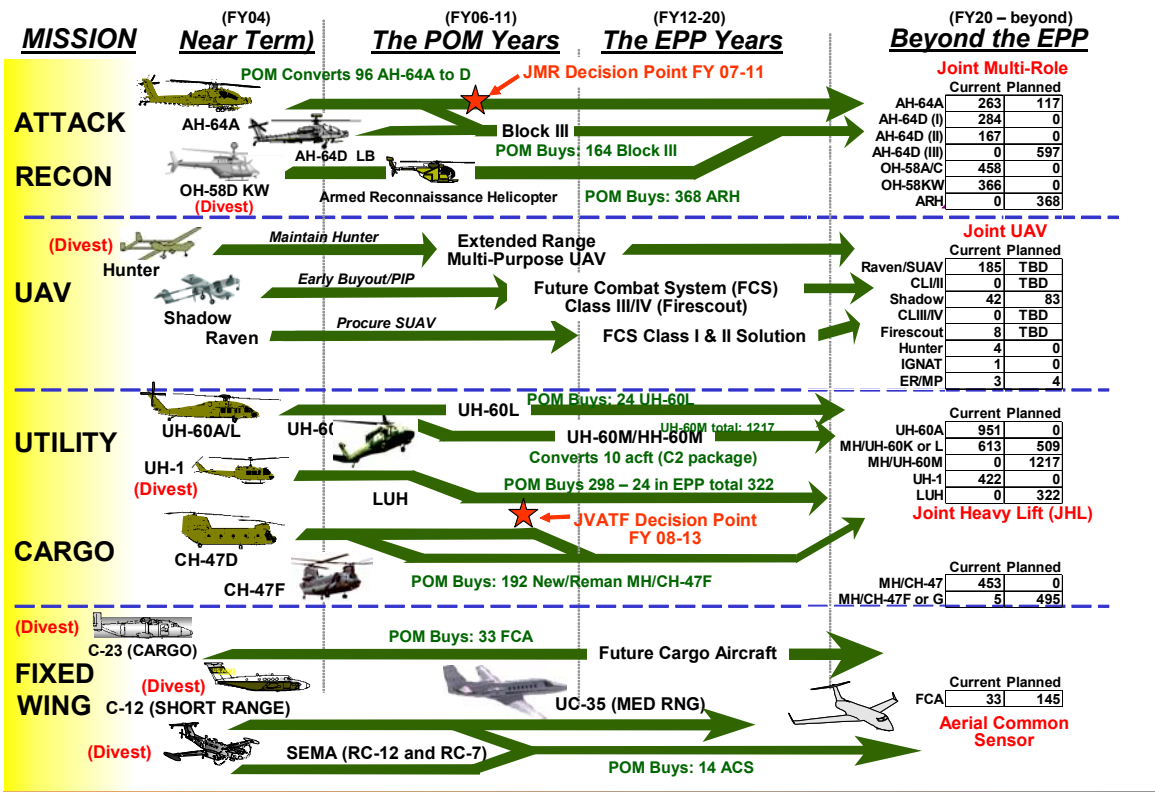 (FY04) (FY06-11) (FY12-20) (FY20 – beyond)
MISSION Near Term) The POM Years The EPP Years Beyond the EPP
POM Converts 96 AH-64A to D
JMR Decision Point FY 07-11
Joint Multi-Role
Current Planned
AH-64A 263 117
AH-64D (I) 284 0
AH-64D (II) 167 0
AH-64D (III) 0 597
OH-58A/C 458 0
OH-58KW 366 0
ARH 0 368
ATTACK
AH-64A
AH-64D LB
Block III
POM Buys: 164 Block III
RECON
OH-58D KW
(Divest)
Armed Reconnaissance Helicopter
POM Buys: 368 ARH
(Divest)
Hunter
Maintain Hunter
Extended Range
Multi-Purpose UAV
Joint UAV
Current Planned
Raven/SUAV 185 TBD
CLI/II 0 TBD
Shadow 42 83
CLIII/IV 0 TBD
Firescout 8 TBD
Hunter 4 0
IGNAT 1 0
ER/MP 3 4
UAV
Early Buyout/PIP
Future Combat System (FCS)
Class III/IV (Firescout)
Shadow
Raven
Procure SUAV
FCS Class I & II Solution
POM Buys: 24 UH-60L
UH-60L
UH-60A/L
UH-60
UH-60M total: 1217
UH-60M/HH-60M
Converts 10 acft (C2 package)
Current Planned
UH-60A 951 0
MH/UH-60K or L 613 509
MH/UH-60M 0 1217
UH-1 422 0
LUH 0 322
UTILITY
UH-1
(Divest)
LUH
POM Buys 298 – 24 in EPP total 322
Joint Heavy Lift (JHL)
JVATF Decision Point
FY 08-13
CARGO
CH-47D
CH-47F
POM Buys: 192 New/Reman MH/CH-47F
Current Planned
MH/CH-47 453 0
MH/CH-47F or G 5 495
(Divest)
C-23 (CARGO)
POM Buys: 33 FCA
Future Cargo Aircraft
FIXED
WING
(Divest)
C-12 (SHORT RANGE)
UC-35 (MED RNG)
Current Planned
FCA 33 145
Aerial Common
Sensor
(Divest)
SEMA (RC-12 and RC-7)
POM Buys: 14 ACS